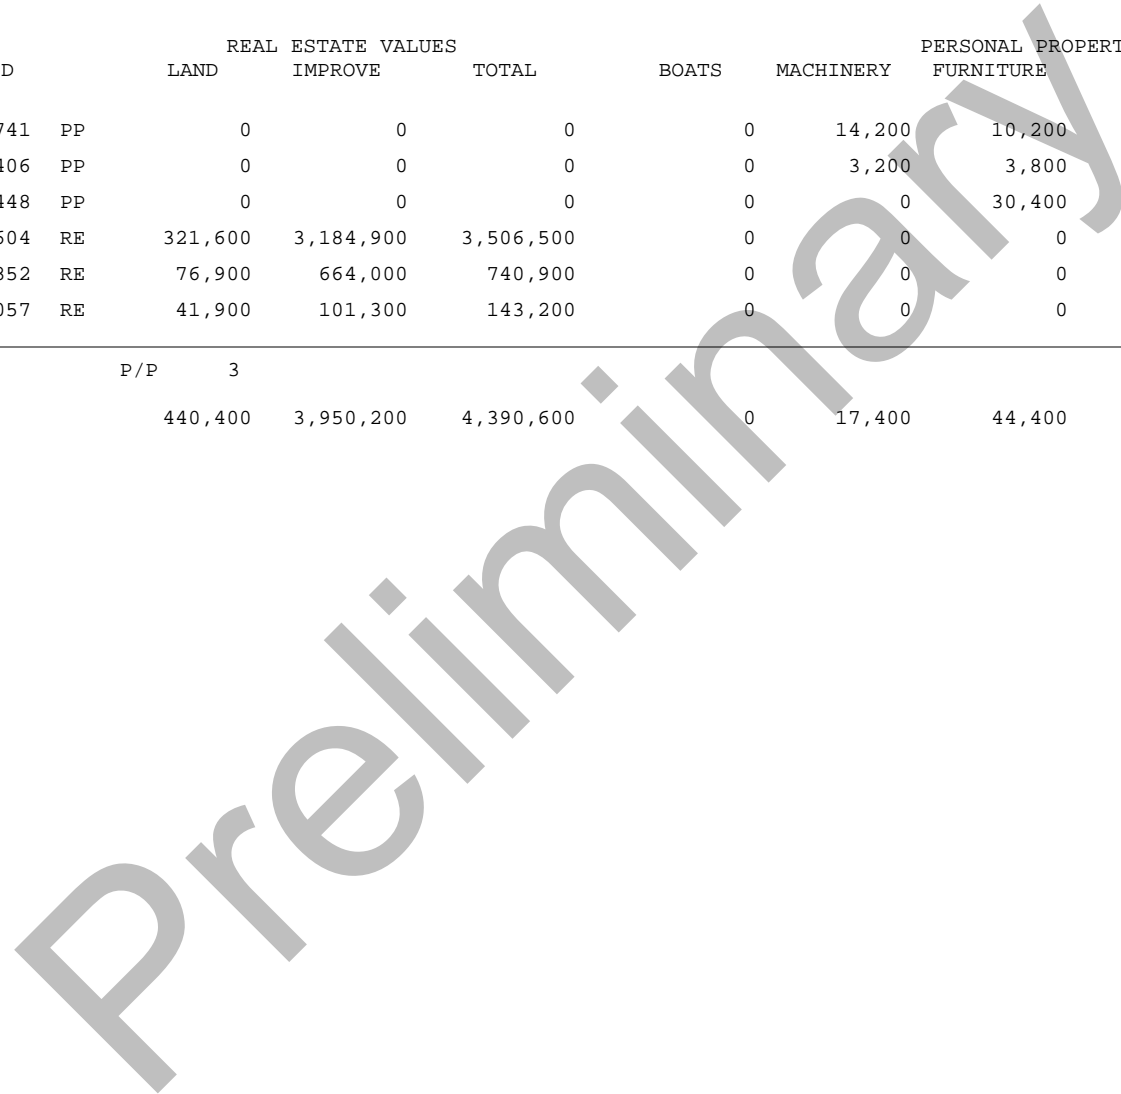 REAL ESTATE VALUES PERSONAL PROPERT
D LAND IMPROVE TOTAL BOATS MACHINERY FURNITURE
741 PP 0 0 0 0 14,200 10,200
406 PP 0 0 0 0 3,200 3,800
448 PP 0 0 0 0 0 30,400
504 RE 321,600 3,184,900 3,506,500 0 0 0
352 RE 76,900 664,000 740,900 0 0 0
057 RE 41,900 101,300 143,200 0 0 0
P/P 3
440,400 3,950,200 4,390,600 0 17,400 44,400
Preliminary